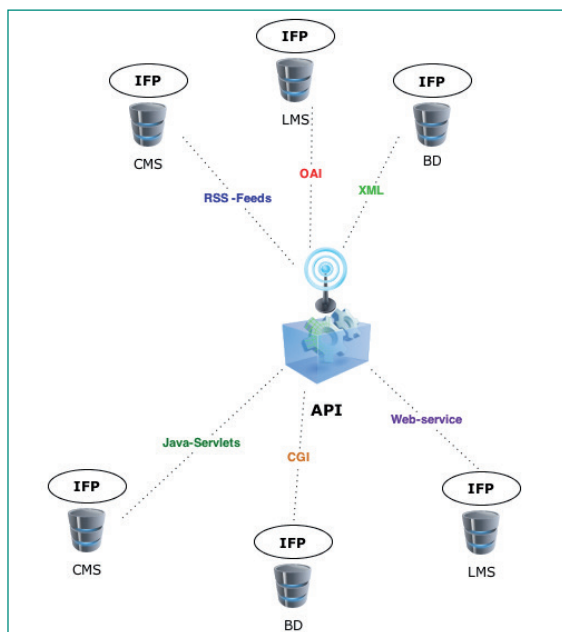 IFP
LMS
IFP
CMS
IFP
BD
OAI
XML
RSS -Feeds
API
Web-service
Java-Servlets
CGI
IFP
CMS
IFP
LMS
IFP
BD